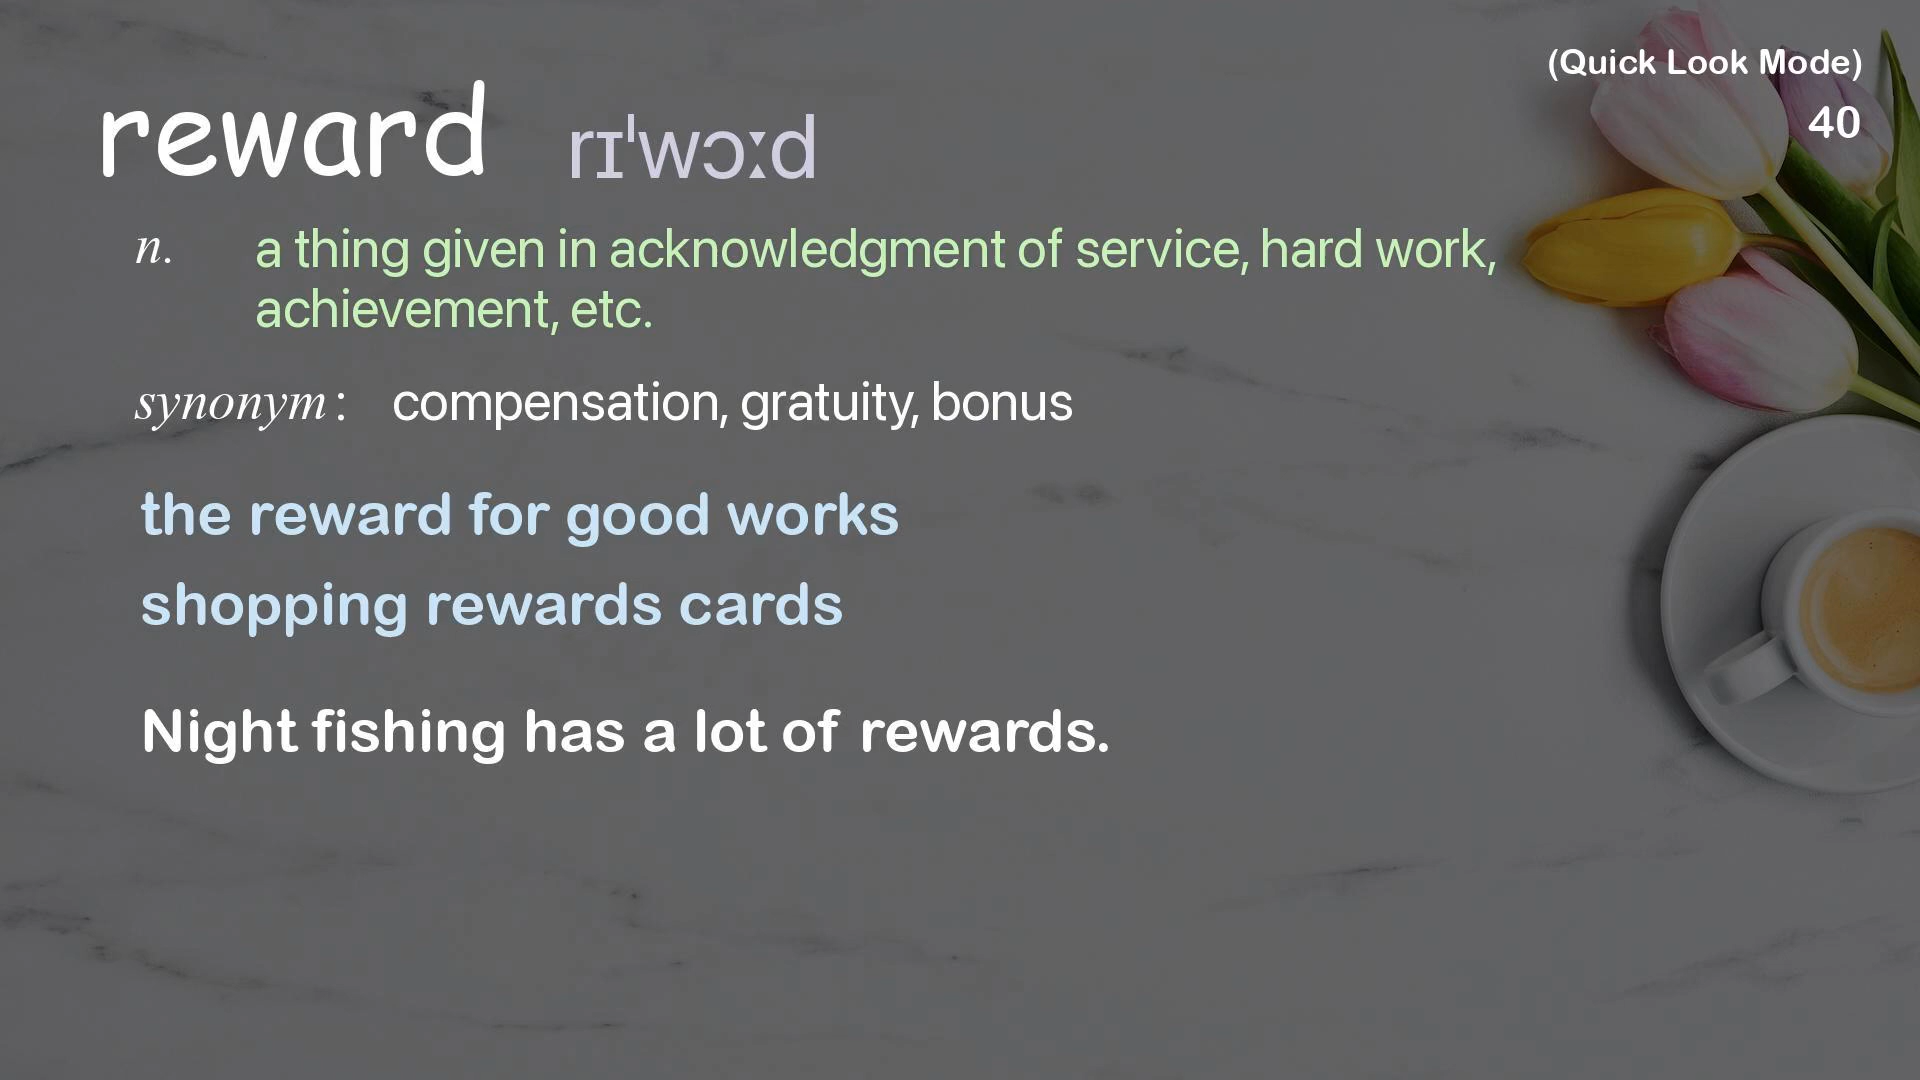 (Quick Look Mode)
reward rɪˈwɔːd
40
n. a thing given in acknowledgment of service, hard work,
achievement, etc.
synonym: compensation, gratuity, bonus
the reward for good works
shopping rewards cards
Night fishing has a lot of rewards.